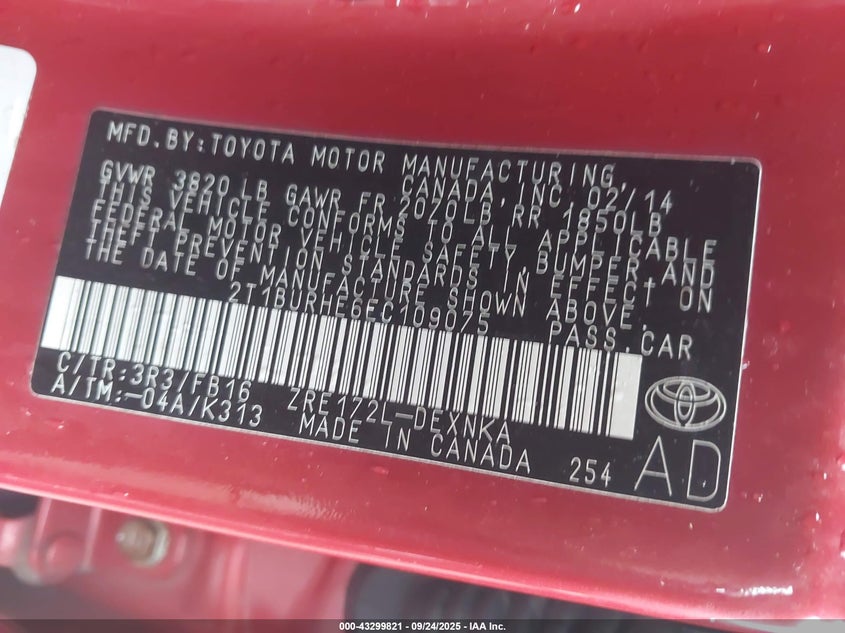 MFD.BY:TOYOTA MOTOR MANUFACTURING,
CANADA,INC.02/14
GVWR 3820 LB GAWR FR 2070LB RR 1850LB
THIS VEHICLE CONFORMS TO ALL APPLICABLE
FEDERAL MOTOR VEHICLE SAFETY,BUMPER AND
THEFT PREVENTION STANDARDS IN EFFECT ON
THE DATE OF MANUFACTURE SHOWN ABOVE.
2T1BURHE6EC109075 PASS.CAR
C/TR:3R3/FB16 ZRE172L-DEXNKA
A/TM:-04A/K313 MADE IN CANADA 254
AD
000-43299821 - 09/24/2025 - IAA Inc.